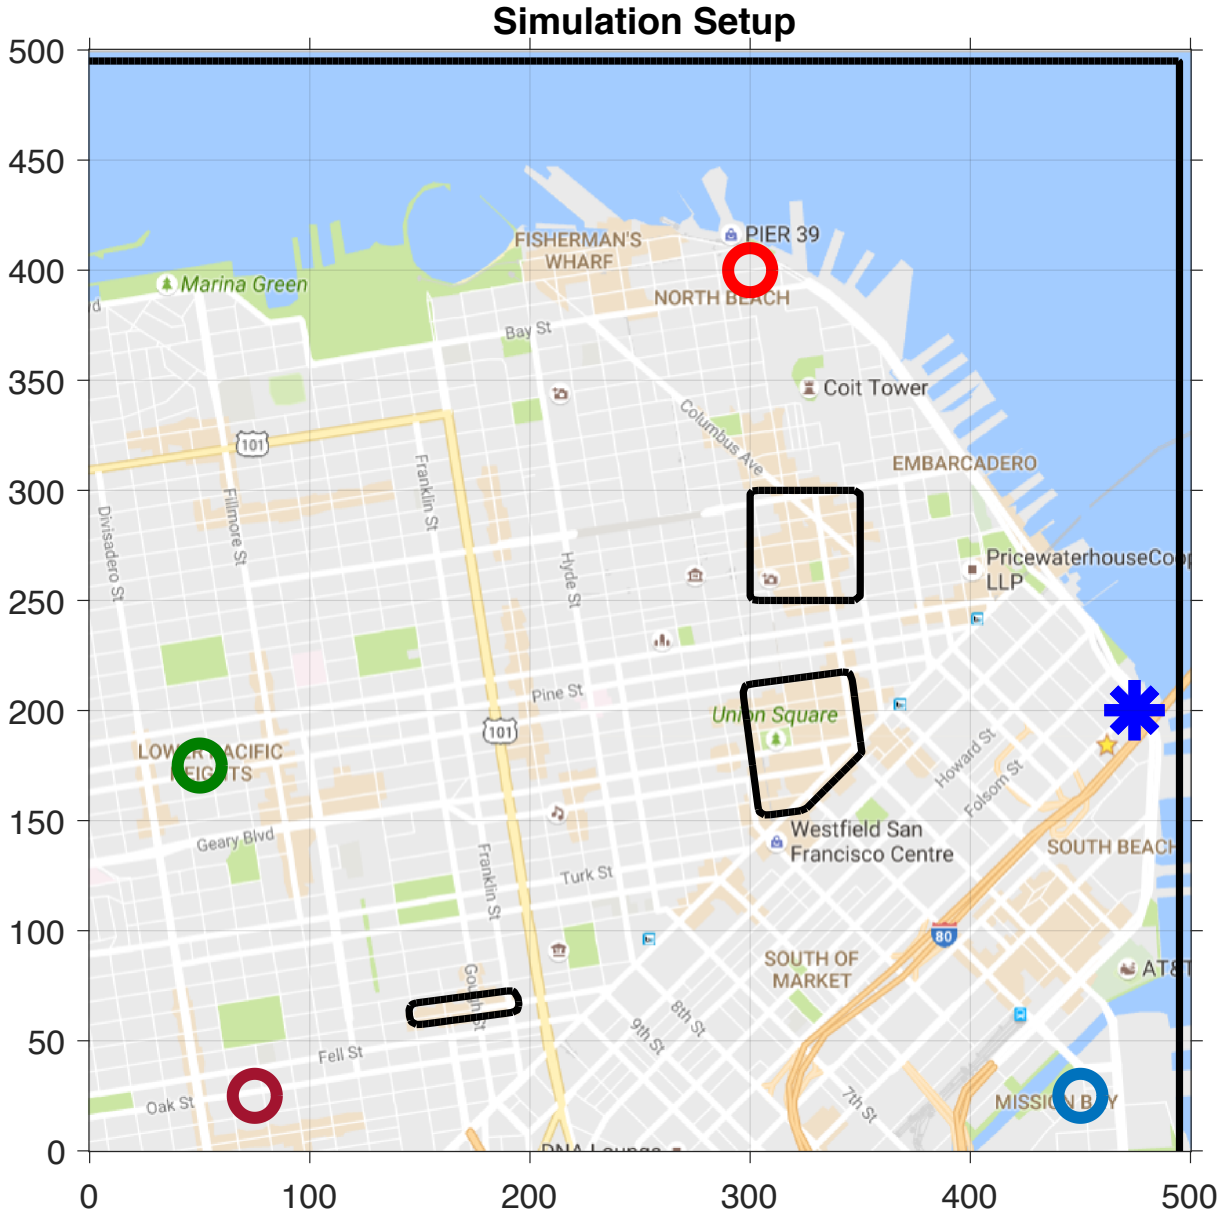 Simulation Setup
500
450
400
350
300
250
200
150
100
50
0
0
100
200
300
400
500
PIER 39
FISHERMAN'S
WHARF
Marina Green
NORTH BEACH
rd
Bay St
Coit Tower
Columbus Ave
101
EMBARCADERO
Franklin St
Fillmore St
Divisadero St
Hyde St
PricewaterhouseCoop
LLP
Pine St
Union Square
101
LOWER PACIFIC
HEIGHTS
Howard St
Folsom St
Geary Blvd
Westfield San
Francisco Centre
SOUTH BEACH
Franklin St
Turk St
80
SOUTH OF
MARKET
AT&T
Gough St
8th St
9th St
Fell St
Oak St
7th St
MISSION BAY
DNA Lounge